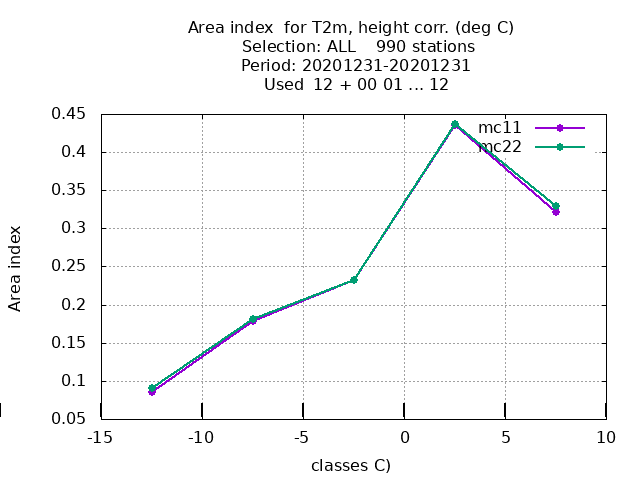 Area index  for T2m, height corr. (deg C)
Selection: ALL    990 stations
Period: 20201231-20201231
Used  12 + 00 01 ... 12
0.45
0.4
0.35
0.3
0.25
0.2
0.15
0.1
0.05
-15 -10 -5 0 5 10
mc11
mc22
Area index
classes C)